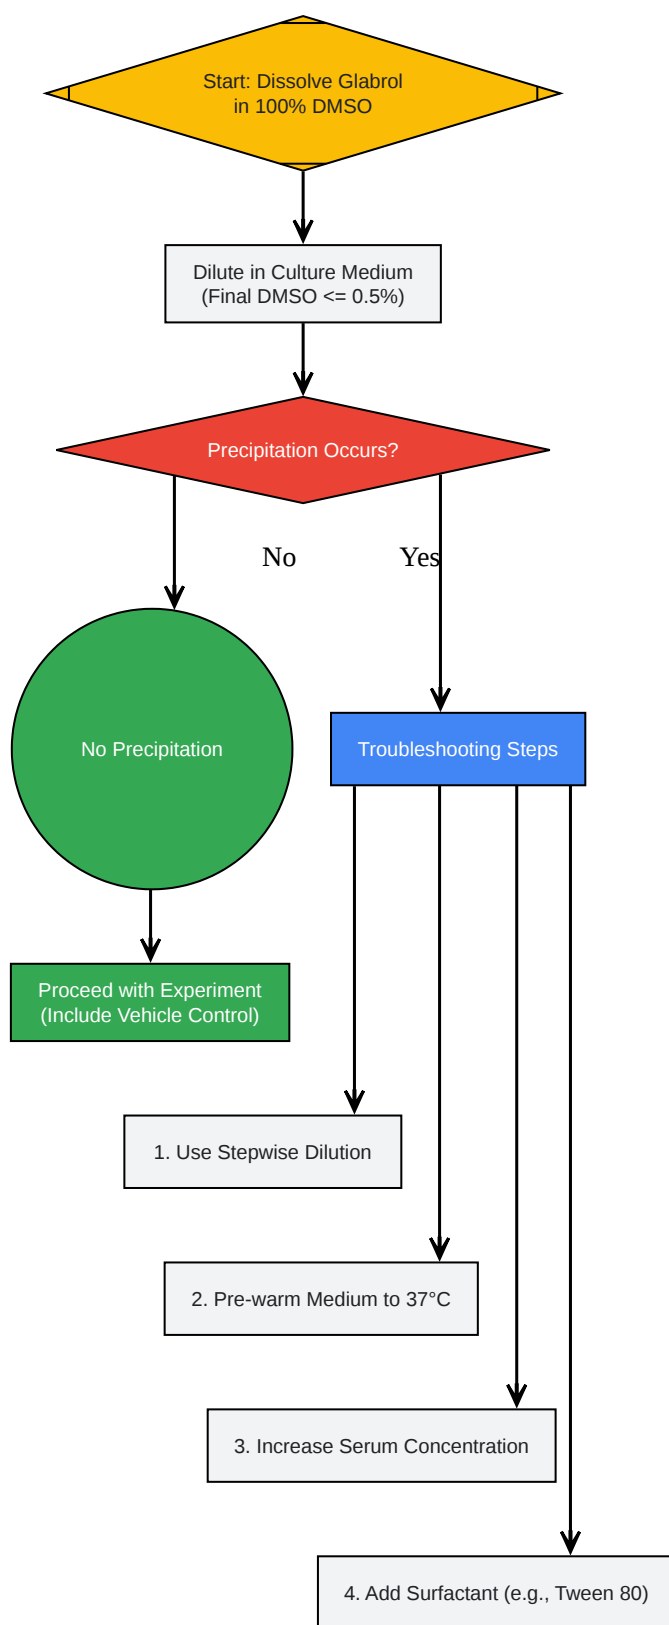 Start: Dissolve Glabrol
in 100% DMSO
Dilute in Culture Medium
(Final DMSO <= 0.5%)
Precipitation Occurs?
No
Yes
No Precipitation
Troubleshooting Steps
Proceed with Experiment
(Include Vehicle Control)
1. Use Stepwise Dilution
2. Pre-warm Medium to 37°C
3. Increase Serum Concentration
4. Add Surfactant (e.g., Tween 80)